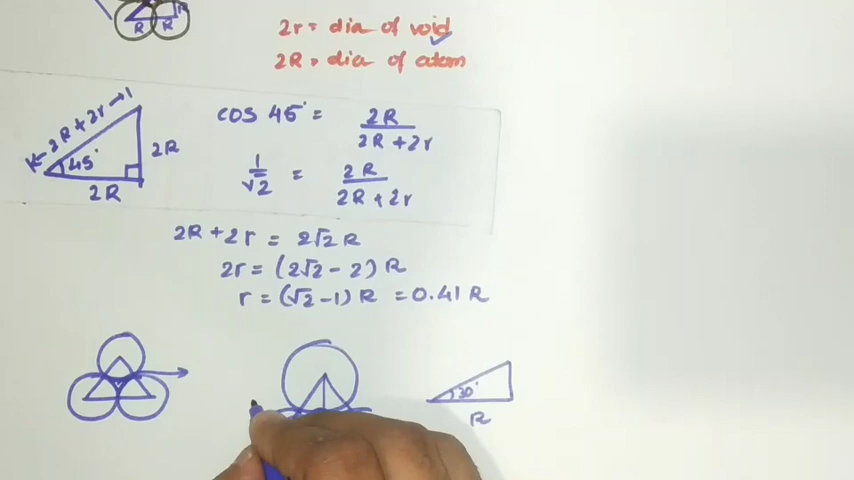 R R
2r = dia of void
2R = dia of atom
2R + 2r
45°
2R
2R
cos 45° = 2R / 2R + 2r
1 / √2 = 2R / 2R + 2r
2R + 2r = 2√2 R
2r = (2√2 - 2) R
r = (√2 - 1) R = 0.41 R
30°
R